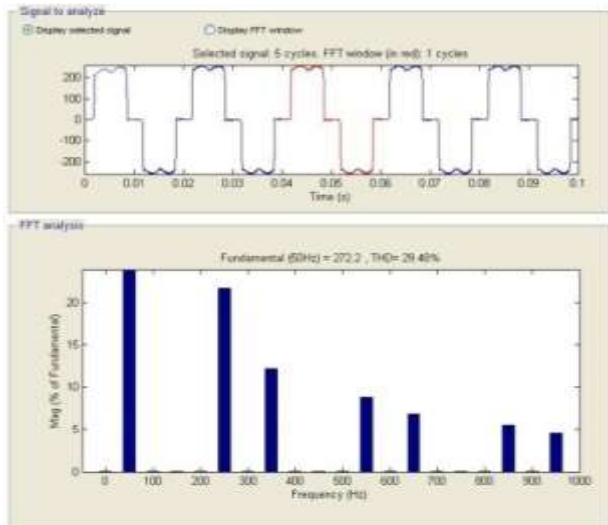 Signal to analyze
Display selected signal Display FFT window
Selected signal: 5 cycles. FFT window (in red): 1 cycles
200
100
0
-100
-200
0 0.01 0.02 0.03 0.04 0.05 0.06 0.07 0.08 0.09 0.1
Time (s)
FFT analysis
Fundamental (50Hz) = 272.2 , THD= 29.48%
Mag (% of Fundamental)
20
15
10
5
0
0 100 200 300 400 500 600 700 800 900 1000
Frequency (Hz)